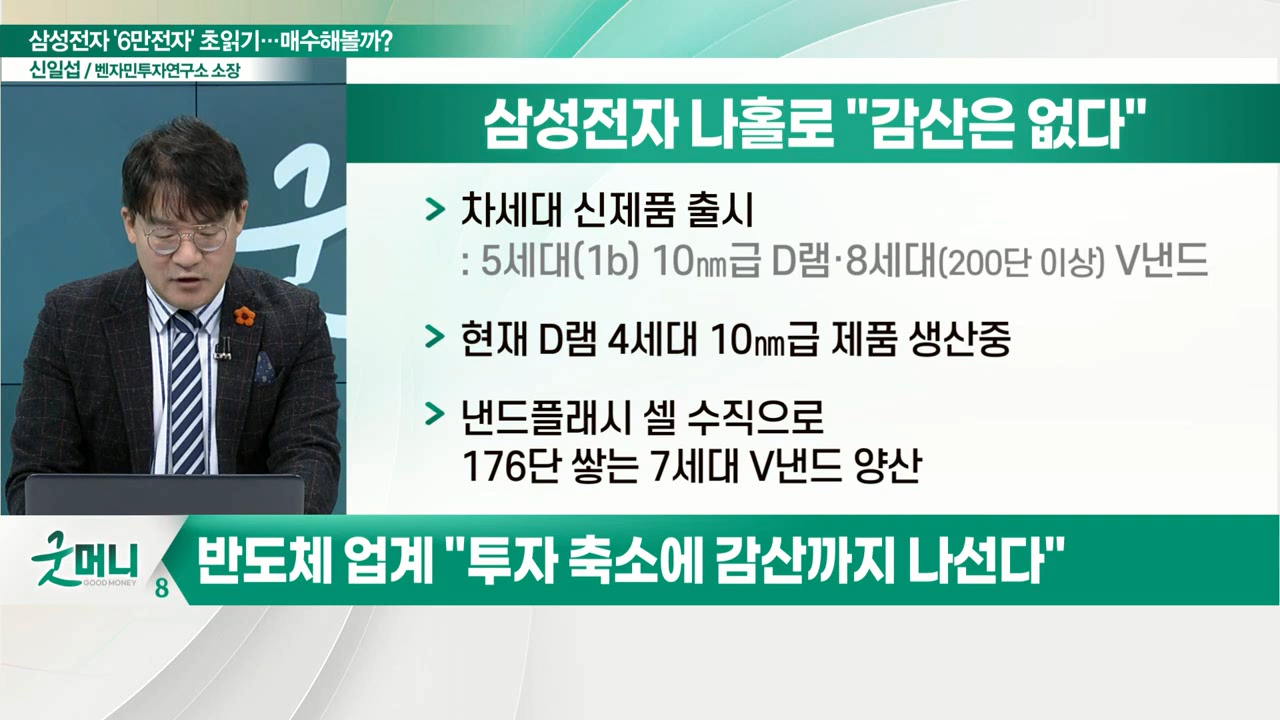 삼성전자 '6만전자' 초읽기…매수해볼까?
신일섭 / 벤자민투자연구소 소장
삼성전자 나홀로 "감산은 없다"
> 차세대 신제품 출시
: 5세대(1b) 10㎚급 D램·8세대(200단 이상) V낸드
> 현재 D램 4세대 10㎚급 제품 생산중
> 낸드플래시 셀 수직으로
176단 쌓는 7세대 V낸드 양산
굿머니
GOOD MONEY
8
반도체 업계 "투자 축소에 감산까지 나선다"